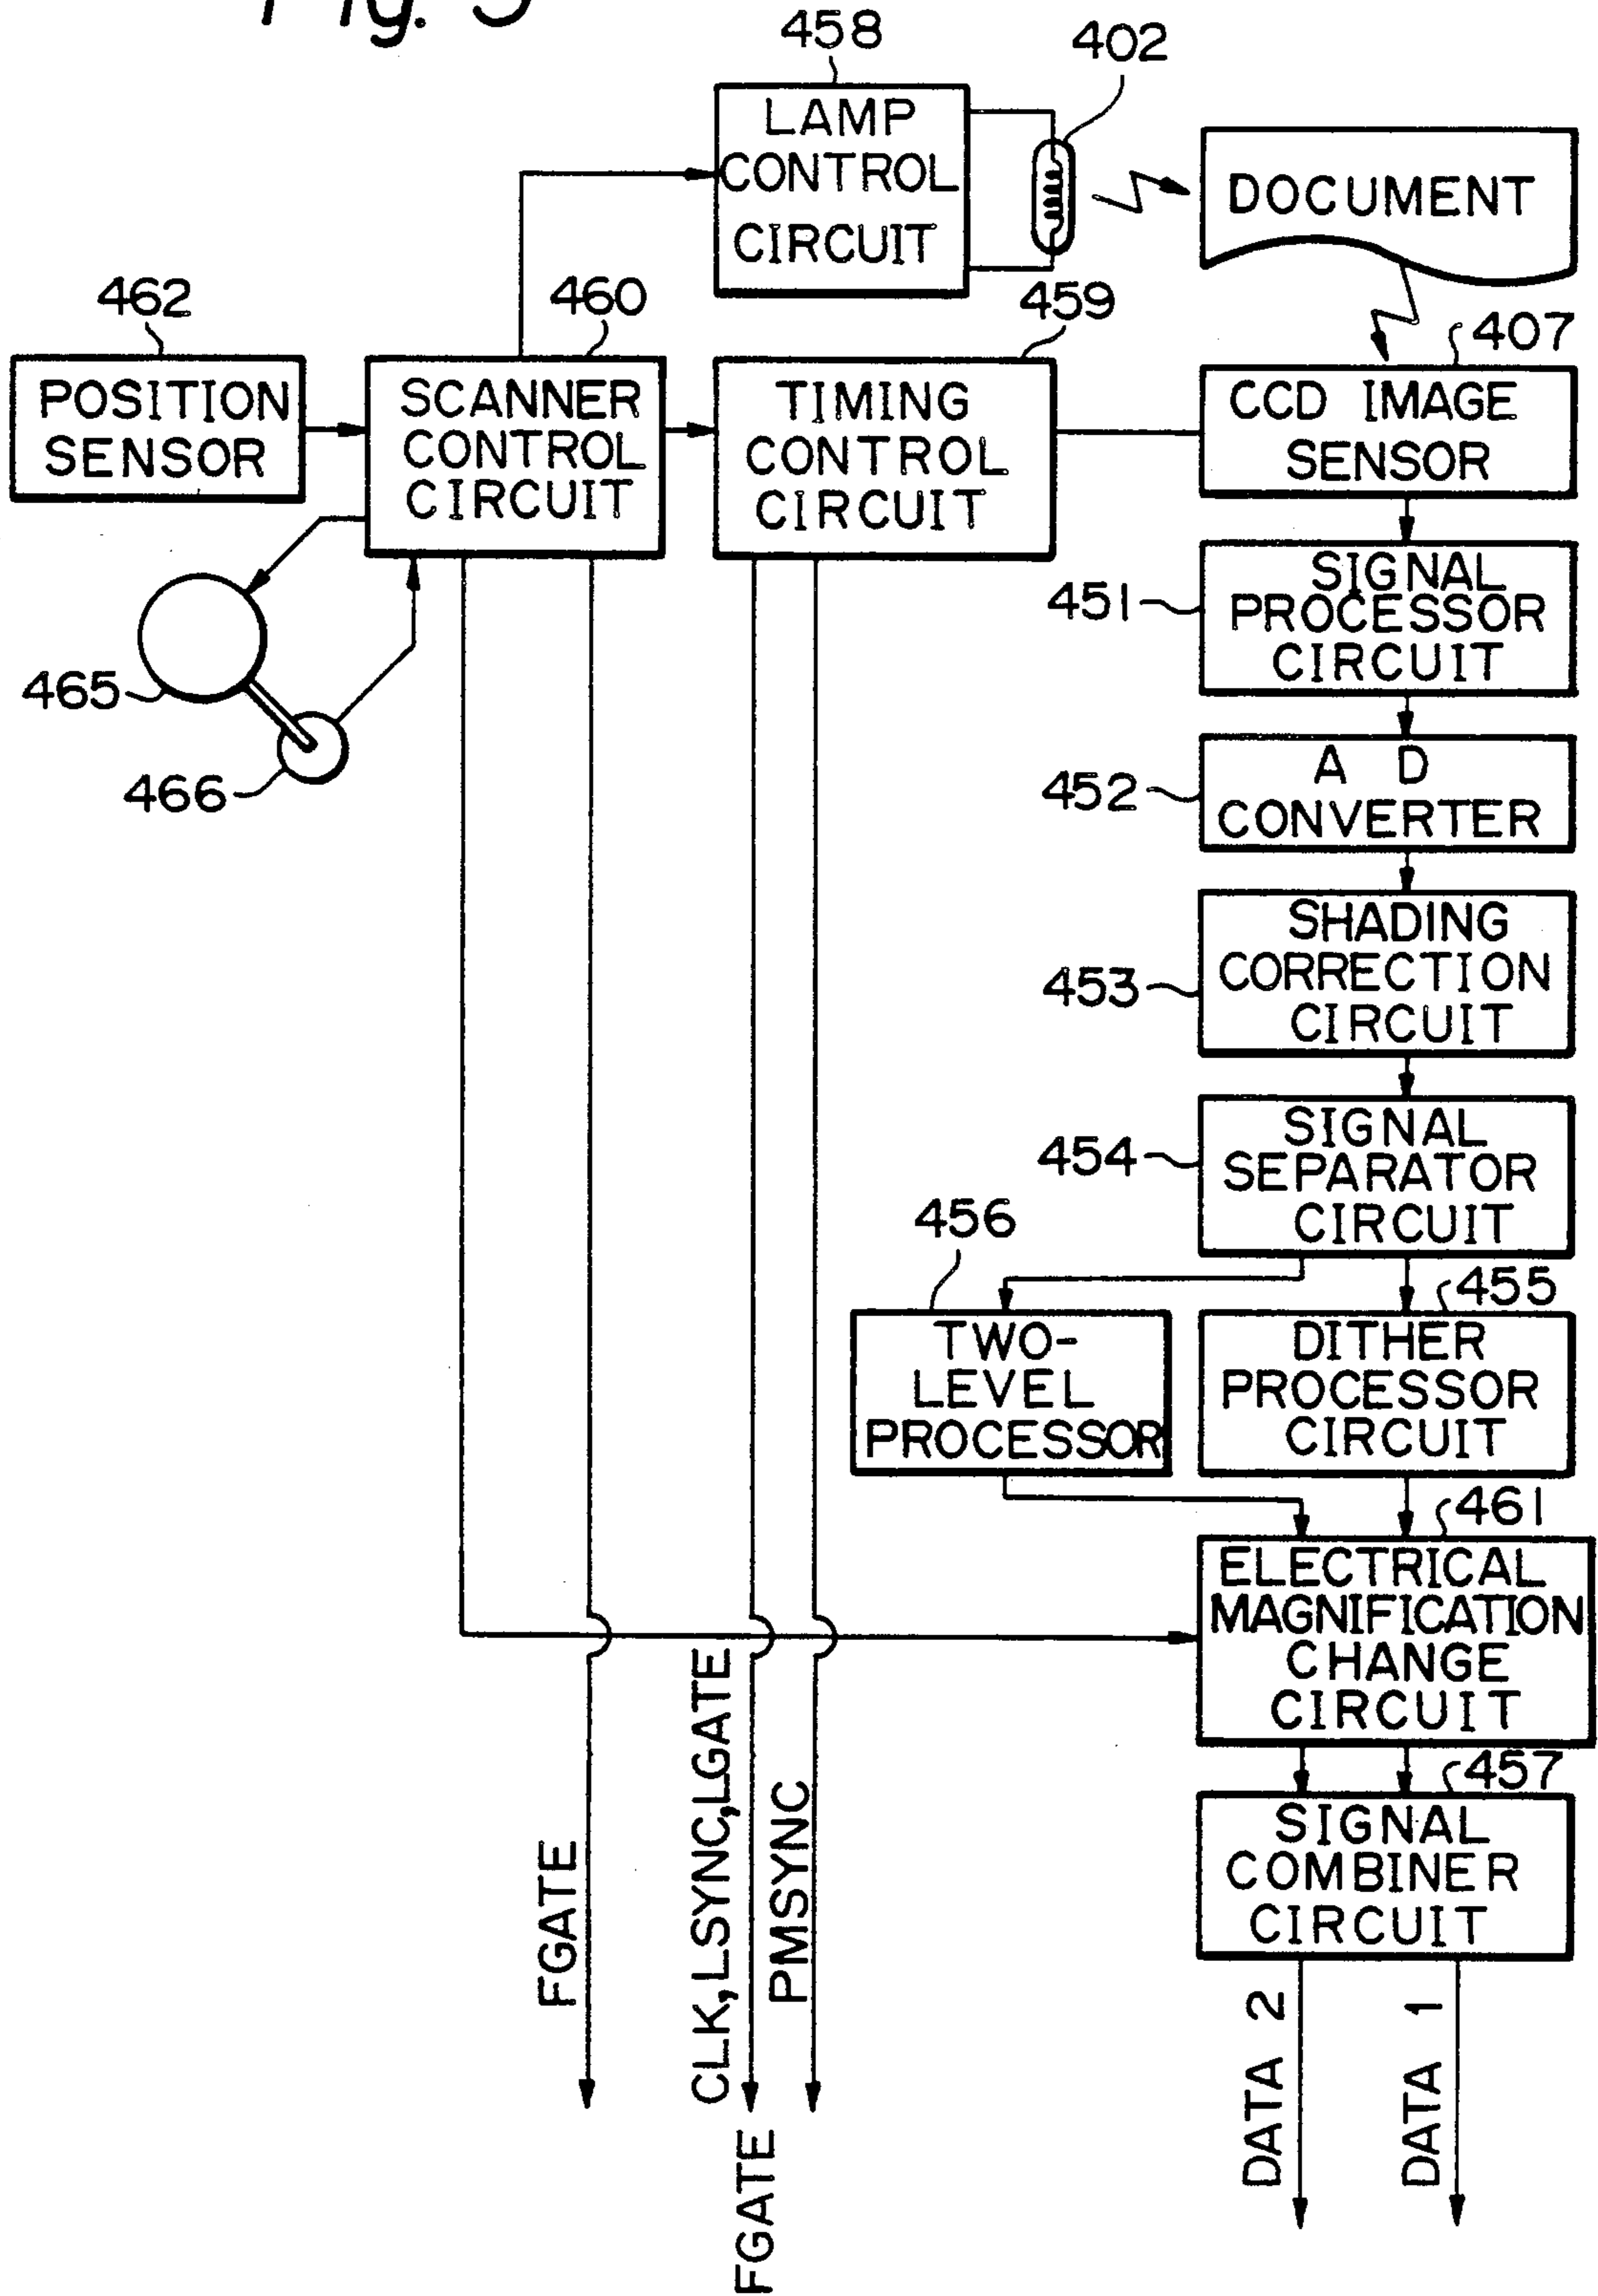 Fig. 5
458
402
LAMP
CONTROL
CIRCUIT
DOCUMENT
462
460
459
407
POSITION
SENSOR
SCANNER
CONTROL
CIRCUIT
TIMING
CONTROL
CIRCUIT
CCD IMAGE
SENSOR
451
SIGNAL
PROCESSOR
CIRCUIT
465
466
452
A D
CONVERTER
453
SHADING
CORRECTION
CIRCUIT
454
SIGNAL
SEPARATOR
CIRCUIT
456
455
TWO-
LEVEL
PROCESSOR
DITHER
PROCESSOR
CIRCUIT
461
ELECTRICAL
MAGNIFICATION
CHANGE
CIRCUIT
457
SIGNAL
COMBINER
CIRCUIT
FGATE
CLK,LSYNC,LGATE
PMSYNC
FGATE
DATA 2
DATA 1